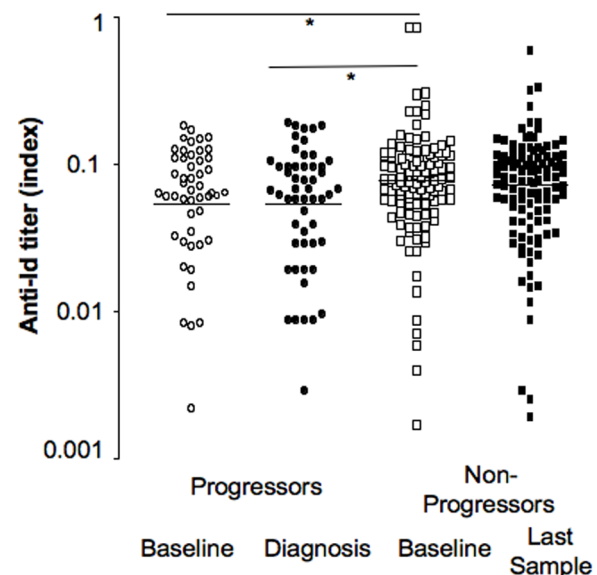 Anti-Id titer (index)
1
0.1
0.01
0.001
*
*
Progressors
Non-
Progressors
Baseline Diagnosis Baseline Last
Sample